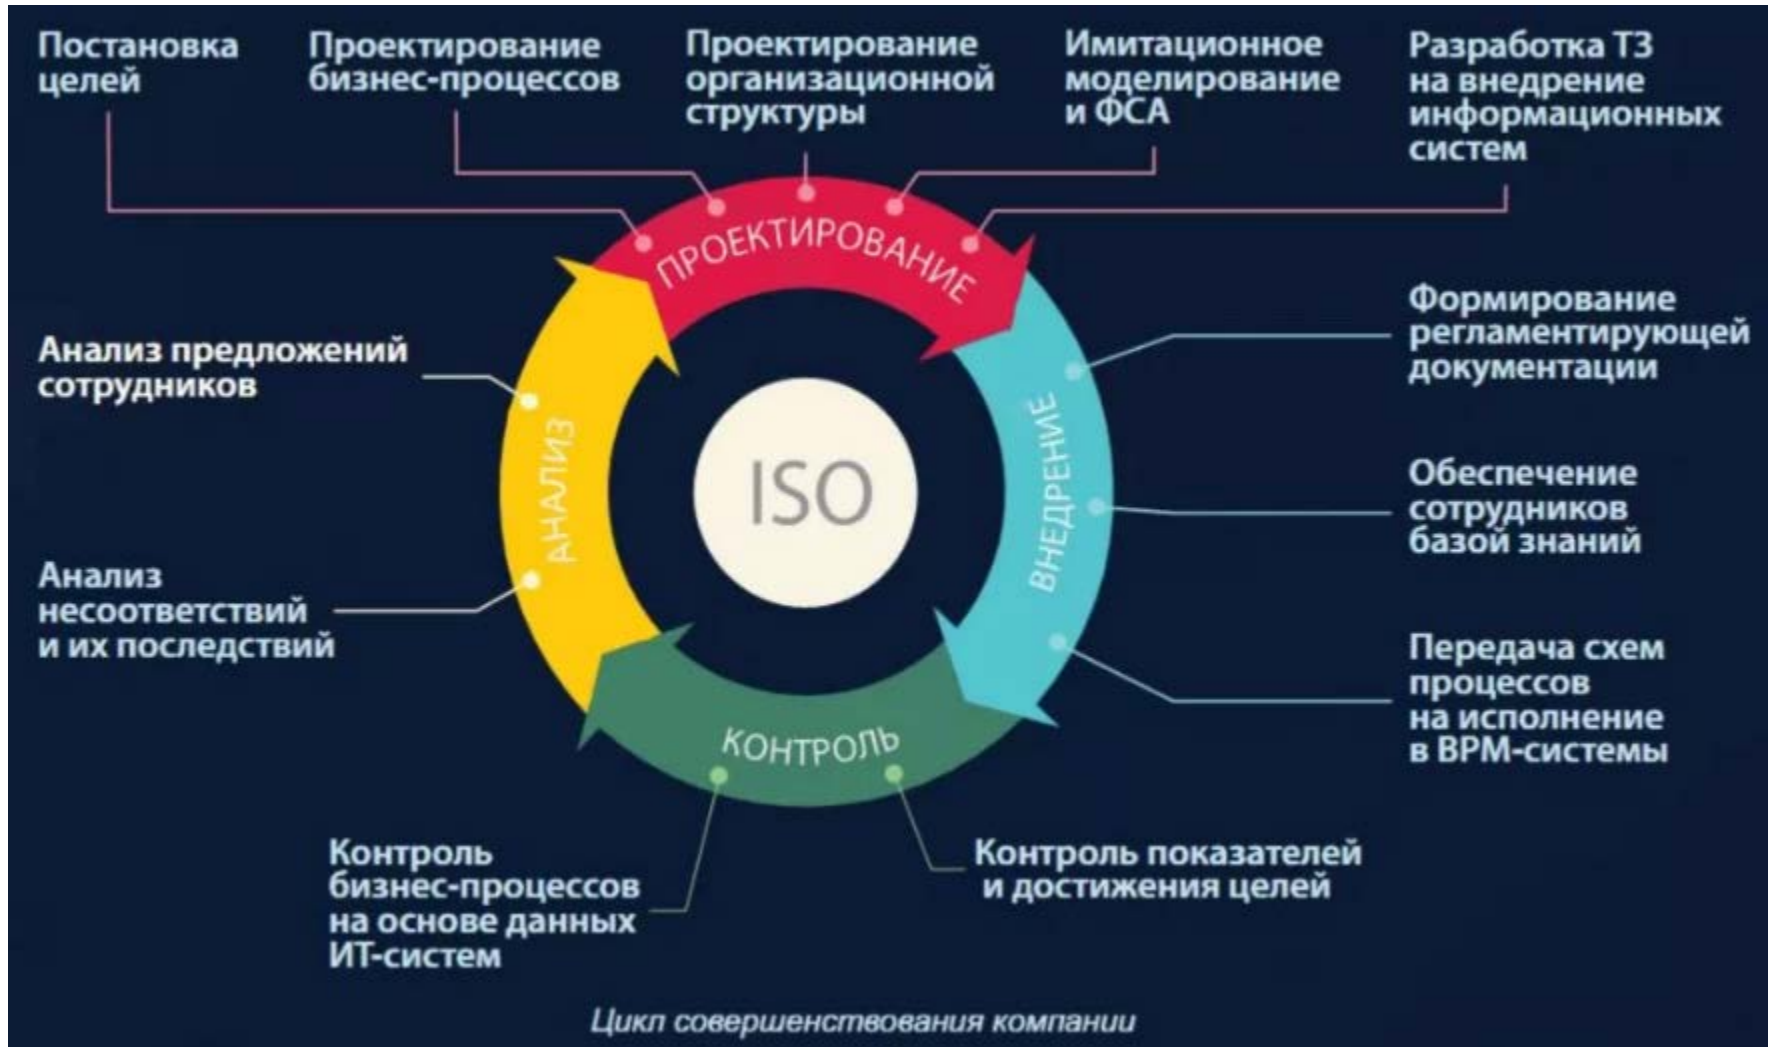 Постановка
целей
Проектирование
бизнес-процессов
Проектирование
организационной
структуры
Имитационное
моделирование
и ФСА
Разработка ТЗ
на внедрение
информационных
систем
ПРОЕКТИРОВАНИЕ
Формирование
регламентирующей
документации
Анализ предложений
сотрудников
АНАЛИЗ
ISO
ВНЕДРЕНИЕ
Обеспечение
сотрудников
базой знаний
Анализ
несоответствий
и их последствий
Передача схем
процессов
на исполнение
в BPM-системы
КОНТРОЛЬ
Контроль
бизнес-процессов
на основе данных
ИТ-систем
Контроль показателей
и достижения целей
Цикл совершенствования компании